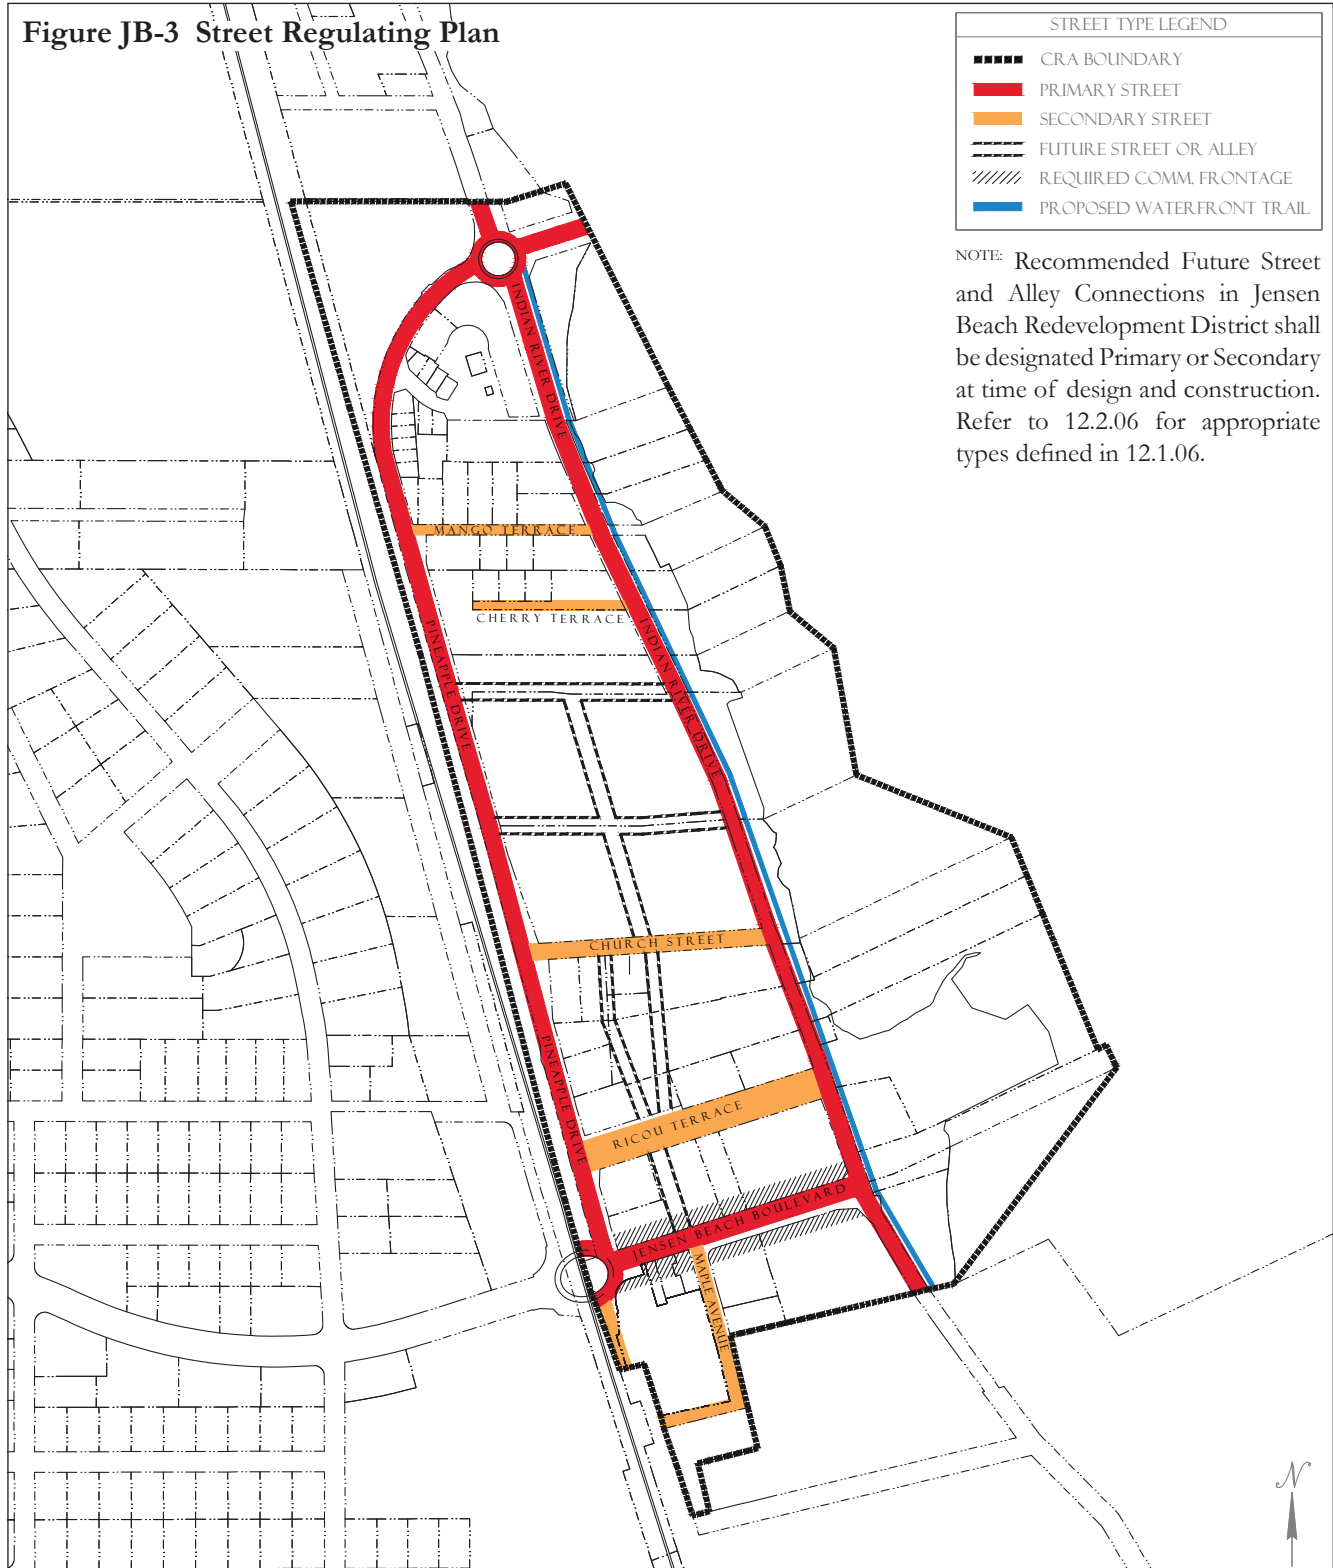 Figure JB-3 Street Regulating Plan
STREET TYPE LEGEND
CRA BOUNDARY
PRIMARY STREET
SECONDARY STREET
FUTURE STREET OR ALLEY
REQUIRED COMM. FRONTAGE
PROPOSED WATERFRONT TRAIL
NOTE: Recommended Future Street
and Alley Connections in Jensen
Beach Redevelopment District shall
be designated Primary or Secondary
at time of design and construction.
Refer to 12.2.06 for appropriate
types defined in 12.1.06.
INDIAN RIVER DRIVE
MANGO TERRACE
CHERRY TERRACE
PINEAPPLE DRIVE
INDIAN RIVER DRIVE
CHURCH STREET
PINEAPPLE DRIVE
RICOU TERRACE
JENSEN BEACH BOULEVARD
MAPLE AVENUE
N